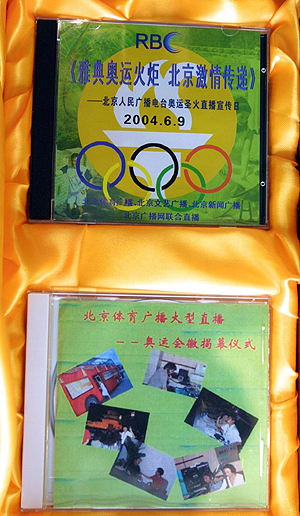 RBC
《雅典奥运火炬 北京激情传递》
——北京人民广播电台奥运圣火直播宣传日
2004.6.9
北京体育广播、北京文艺广播、北京新闻广播
北京广播网联合直播
北京体育广播大型直播
——奥运会徽揭幕仪式